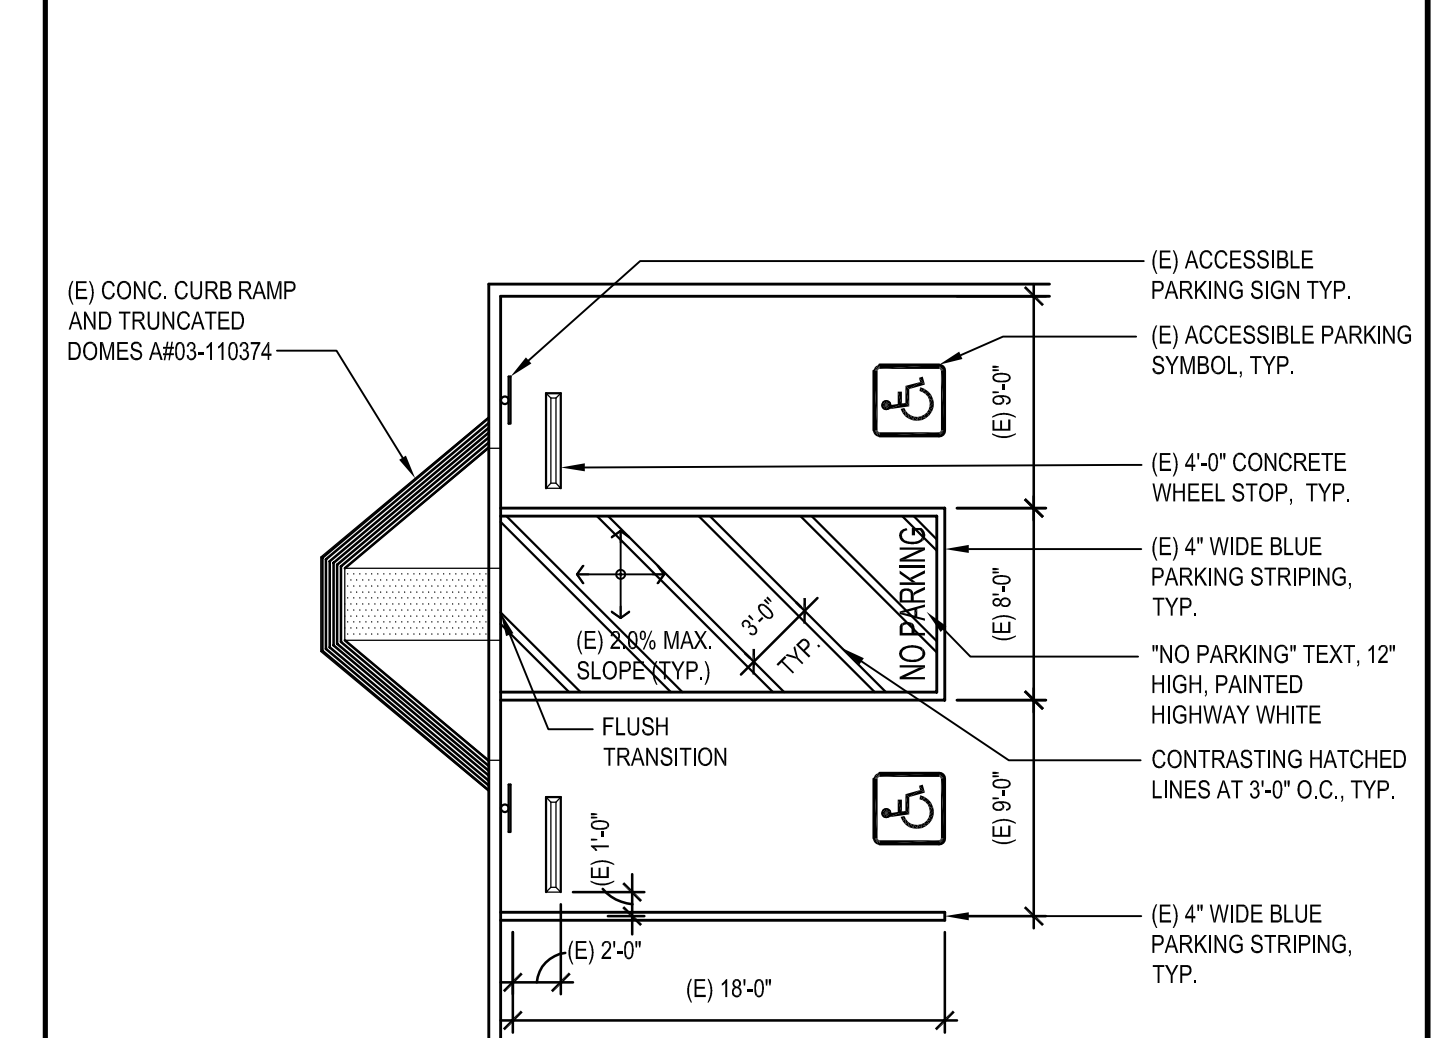 (E) CONC. CURB RAMP
AND TRUNCATED
DOMES A#03-110374
(E) ACCESSIBLE
PARKING SIGN TYP.
(E) ACCESSIBLE PARKING
SYMBOL, TYP.
(E) 9'-0"
(E) 4'-0" CONCRETE
WHEEL STOP, TYP.
(E) 4" WIDE BLUE
PARKING STRIPING,
TYP.
NO PARKING
(E) 8'-0"
3'-0"
TYP.
(E) 2.0% MAX.
SLOPE (TYP.)
"NO PARKING" TEXT, 12"
HIGH, PAINTED
HIGHWAY WHITE
FLUSH
TRANSITION
CONTRASTING HATCHED
LINES AT 3'-0" O.C., TYP.
(E) 9'-0"
(E) 1'-0"
(E) 4" WIDE BLUE
PARKING STRIPING,
TYP.
(E) 2'-0"
(E) 18'-0"